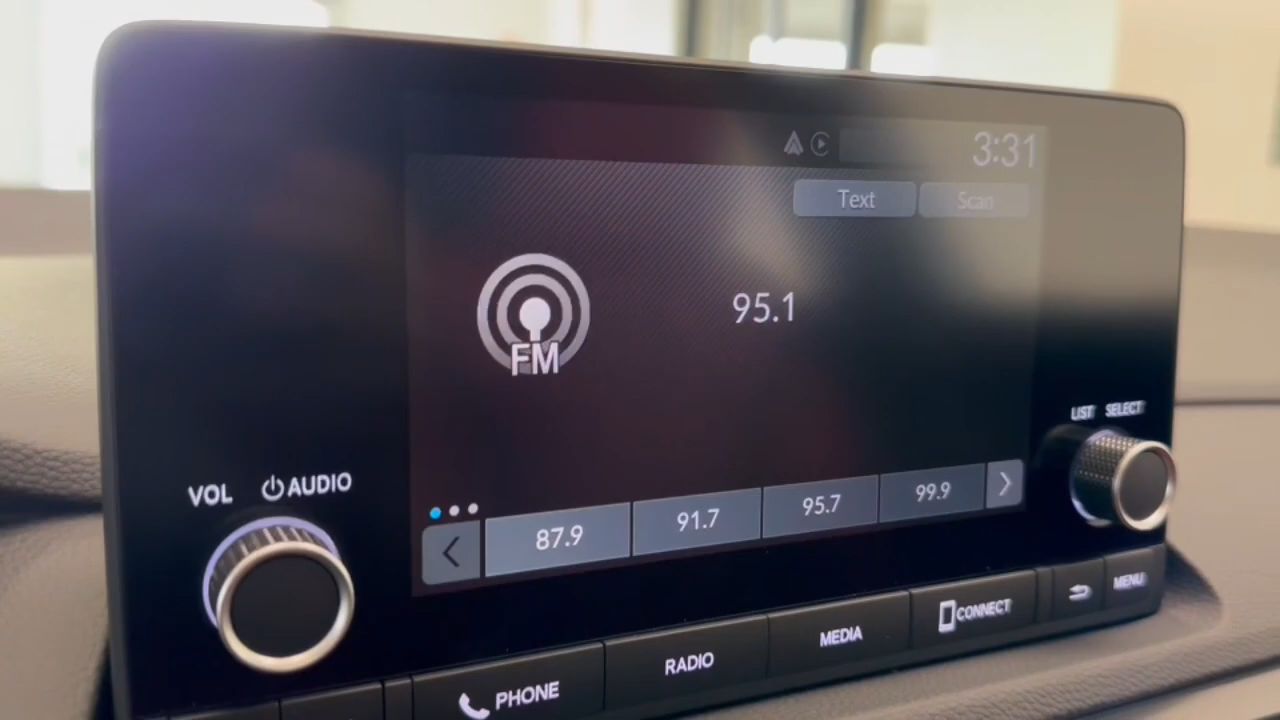 3:31
Text Scan
95.1
FM
LIST SELECT
VOL AUDIO
87.9 91.7 95.7 99.9
PHONE RADIO MEDIA CONNECT MENU